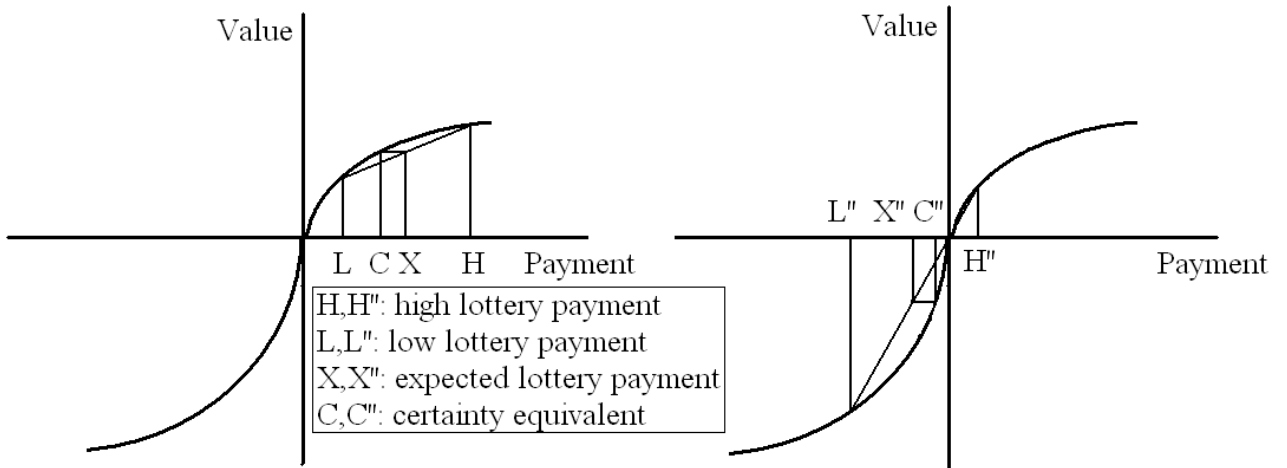 Value
L C X H Payment
H,H": high lottery payment
L,L": low lottery payment
X,X": expected lottery payment
C,C": certainty equivalent
Value
L" X" C"
H" Payment